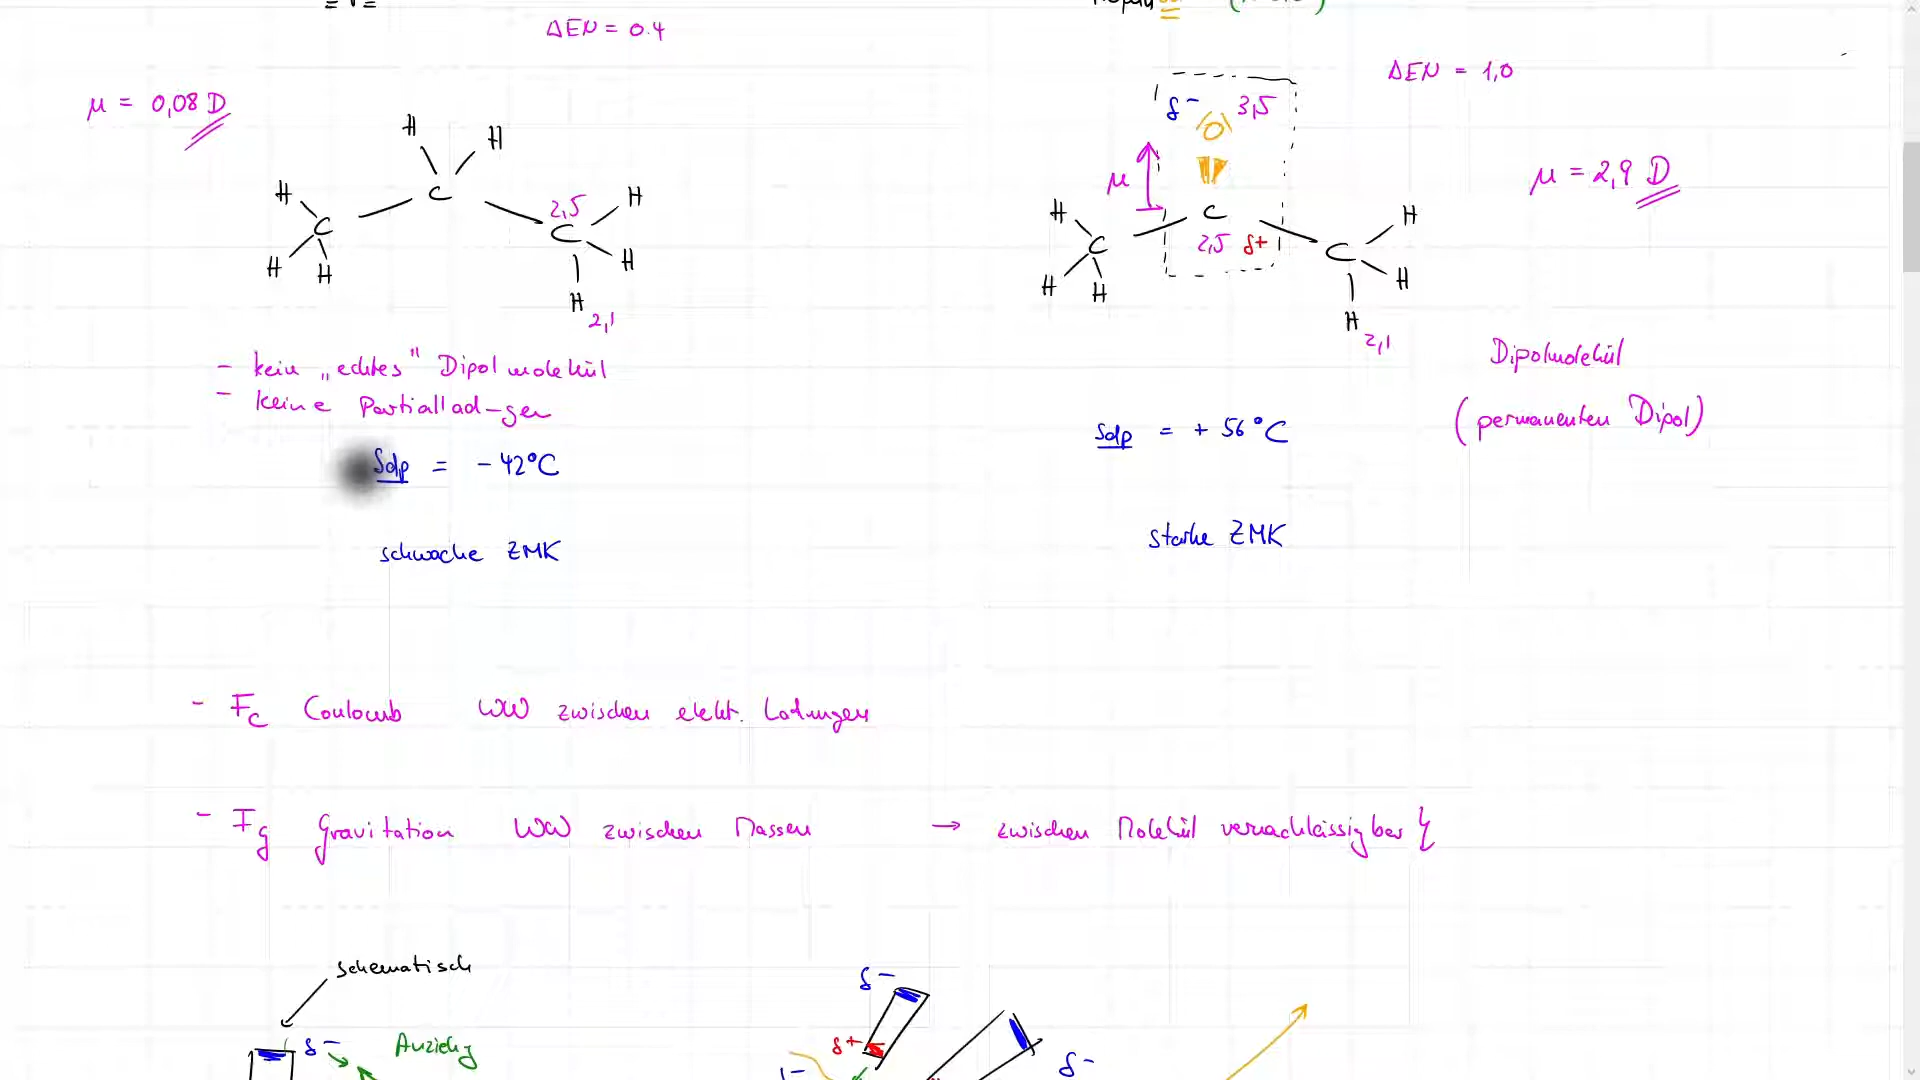 ΔEN = 0.4
ΔEN = 1,0
μ = 0,08 D
δ- 3,5
O
μ
μ = 2,9 D
H H
H C H
C 2,5
C
H H H
H 2,1
H C H
C 2,5 δ+ C
H H H
H 2,1
- kein „echtes" Dipolmolekül
- keine Partialladungen
Dipolmolekül
(permanenten Dipol)
Sdp = - 42°C
Sdp = + 56°C
schwache ZMK
starke ZMK
- Fc Coulomb WW zwischen elekt. Ladungen
- Fg Gravitation WW zwischen Massen → zwischen Molekül vernachlässigbar
schematisch
δ- Anziehg
δ-
δ+
δ-